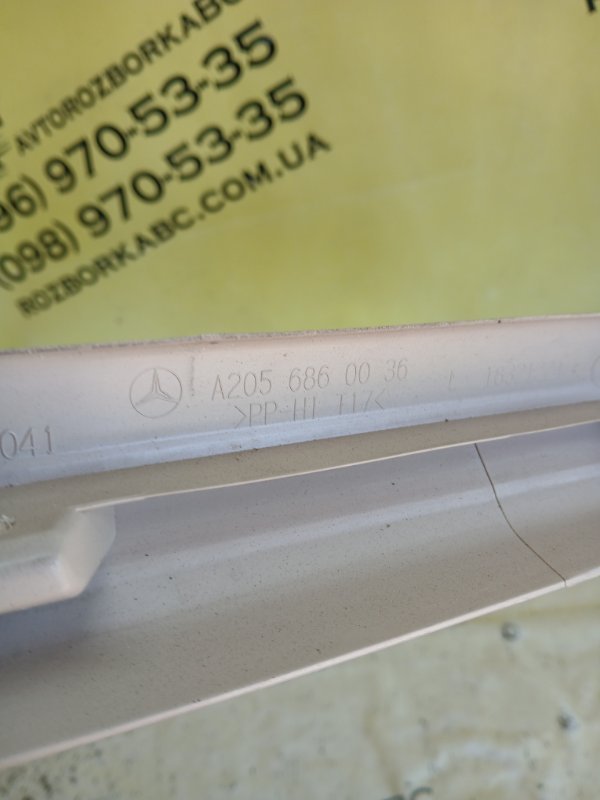 AVTOROZBORKABC
96) 970-53-35
(098) 970-53-35
ROZBORKABC.COM.UA
A205 686 00 36
>PP-HI T17<
041